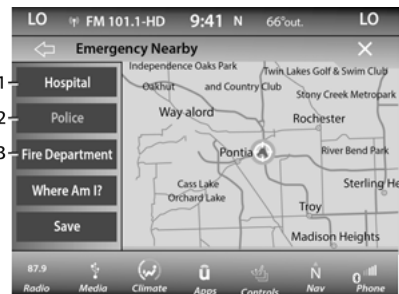 LO FM 101.1-HD 9:41 N 66°out. LO
Emergency Nearby
1 Hospital
2 Police
3 Fire Department
Where Am I?
Save
Independence Oaks Park
Twin Lakes Golf & Swim Club
Oakhut and Country Club
Stony Creek Metropark
Way alord
Rochester
Pontia
River Bend Park
Cass Lake
Sterling He
Orchard Lake
Troy
Madison Heights
87.9
0
Radio Media Climate Apps Controls Nav Phone